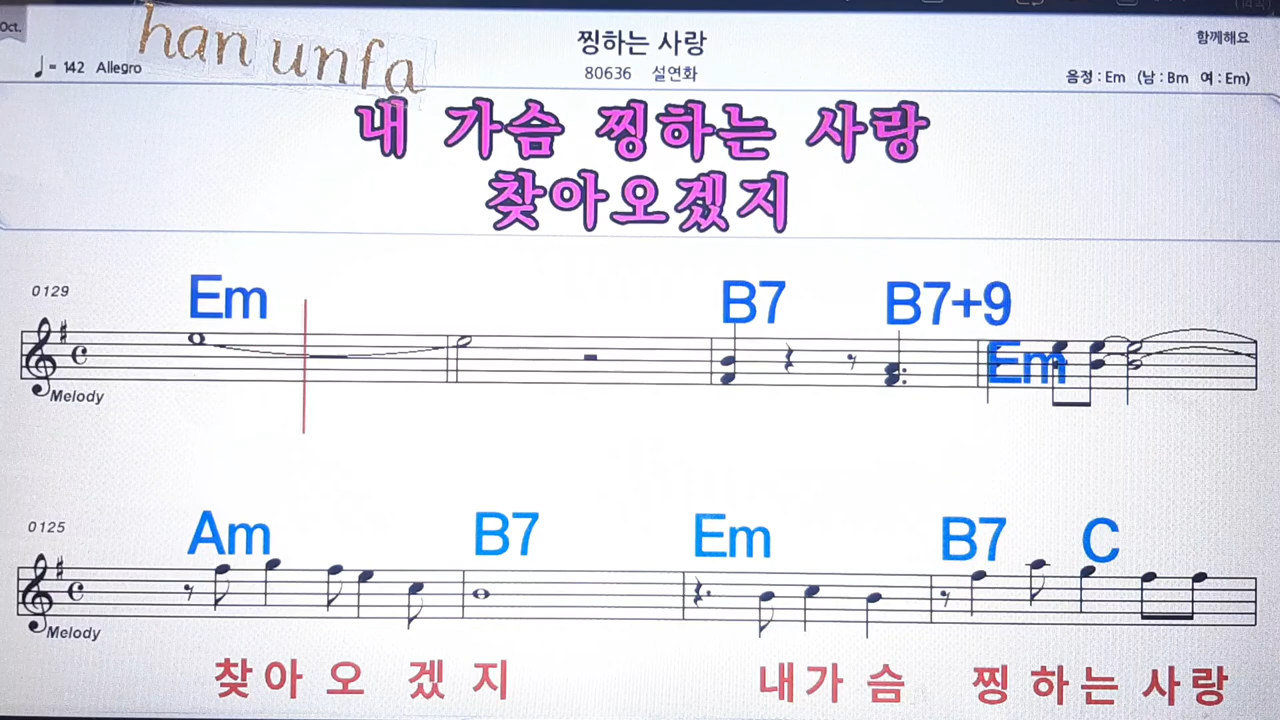 Oct.
han unfa
찡하는 사랑
함께해요
♩= 142 Allegro
80636 설연화
음정 : Em (남 : Bm 여 : Em)
내 가슴 찡하는 사랑
찾아오겠지
0129
Em B7 B7+9 Em
Melody
0125
Am B7 Em B7 C
Melody
찾아 오 겠 지 내가 슴 찡 하는 사랑